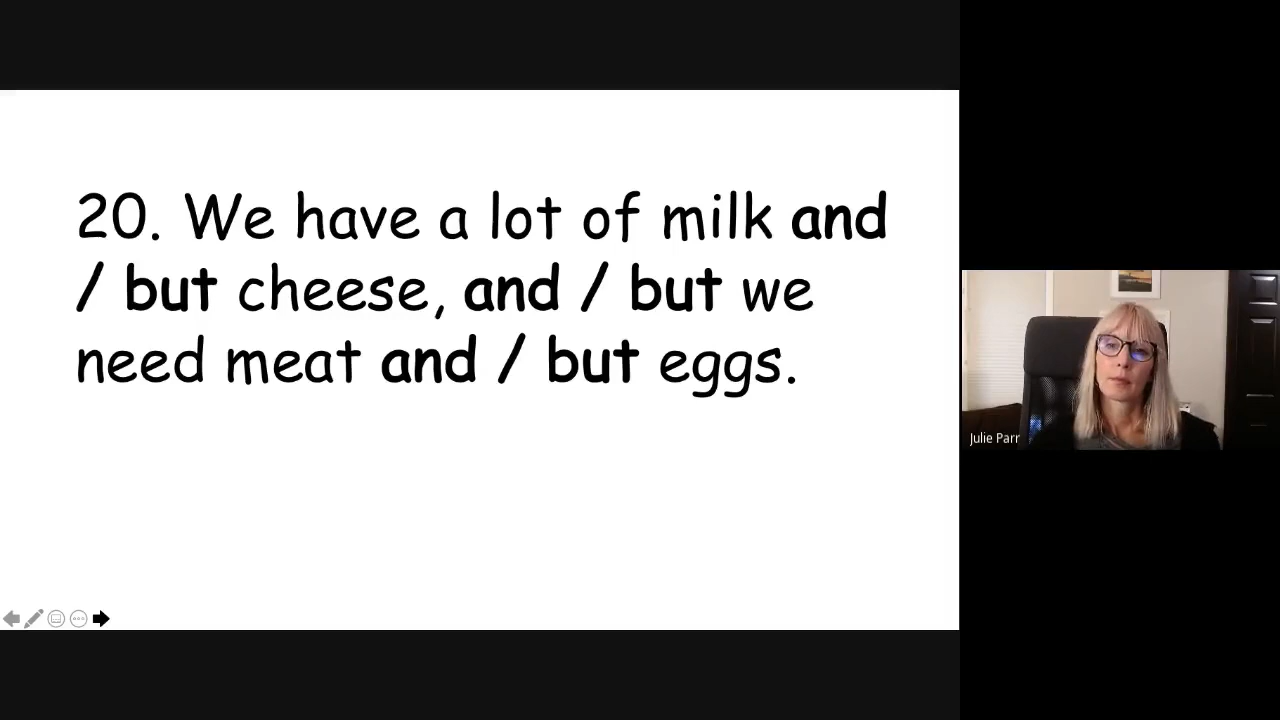 20. We have a lot of milk and
/ but cheese, and / but we
need meat and / but eggs.
Julie Parr